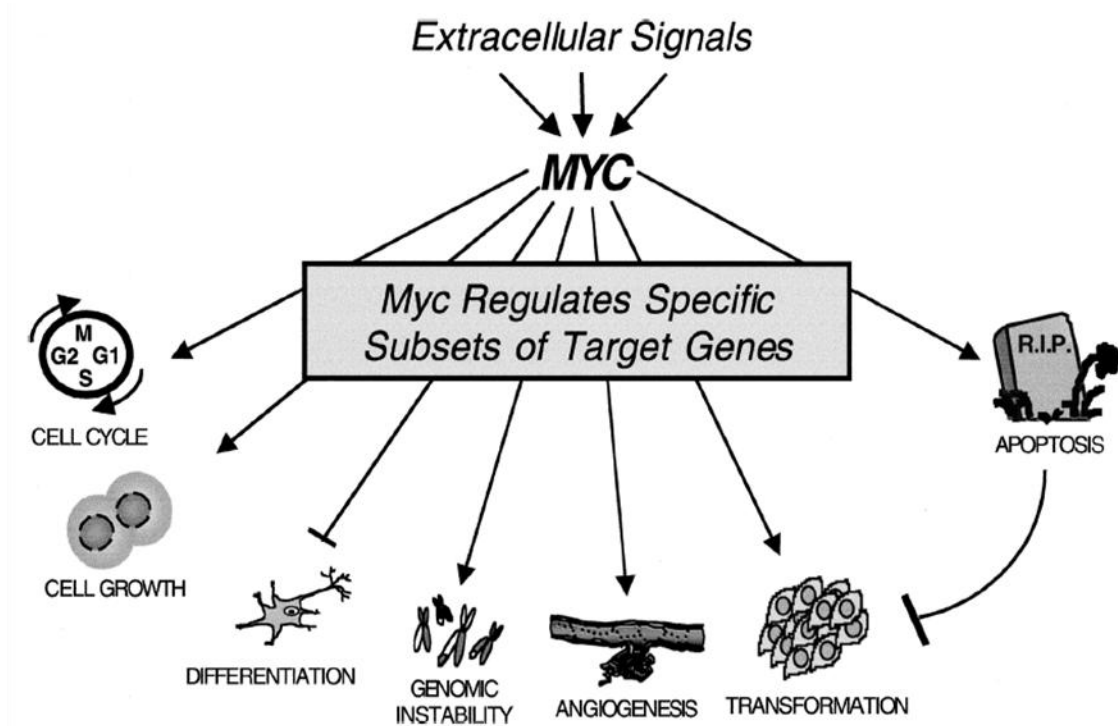 Extracellular Signals
MYC
Myc Regulates Specific
Subsets of Target Genes
M
G2 G1
S
CELL CYCLE
R.I.P.
APOPTOSIS
CELL GROWTH
DIFFERENTIATION
GENOMIC
INSTABILITY
ANGIOGENESIS
TRANSFORMATION